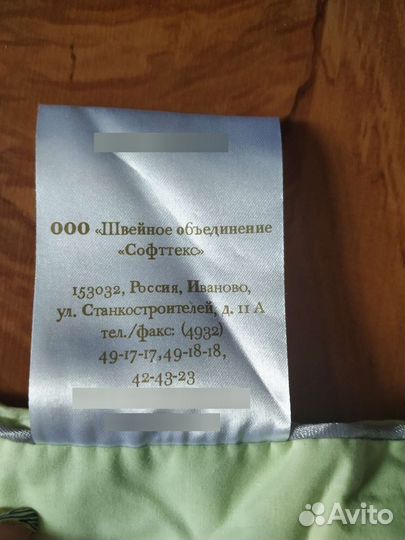 ООО «Швейное объединение
«Софттекс»
153032, Россия, Иваново,
ул. Станкостроителей, д. 11 А
тел./факс: (4932)
49-17-17,49-18-18,
42-43-23
Avito